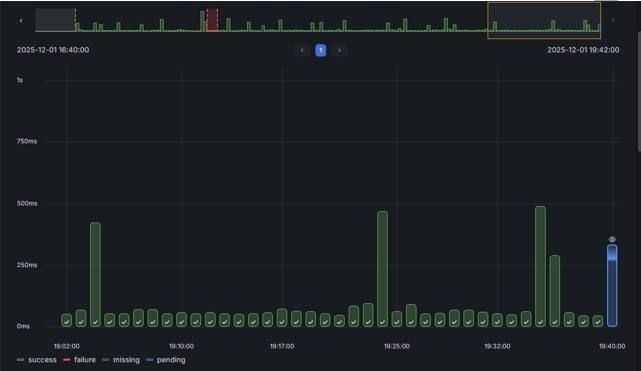 2025-12-01 16:40:00 1 2025-12-01 19:42:00
1s
750ms
500ms
250ms
0ms
19:02:00 19:10:00 19:17:00 19:25:00 19:32:00 19:40:00
success failure missing pending